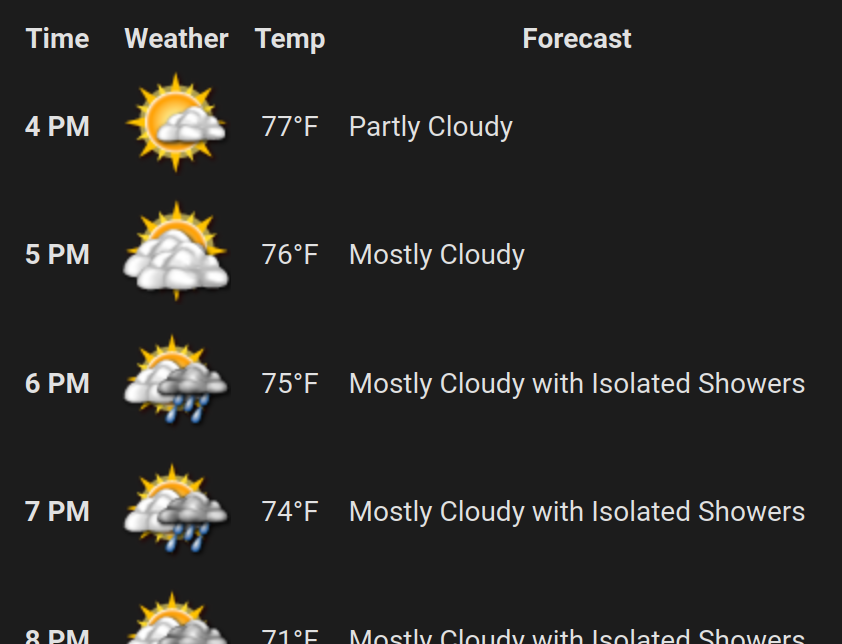 Time Weather Temp Forecast
4 PM 77°F Partly Cloudy
5 PM 76°F Mostly Cloudy
6 PM 75°F Mostly Cloudy with Isolated Showers
7 PM 74°F Mostly Cloudy with Isolated Showers
8 PM 71°F Mostly Cloudy with Isolated Showers